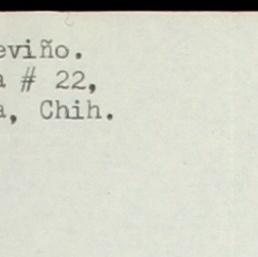 eviño.
a # 22,
a, Chih.